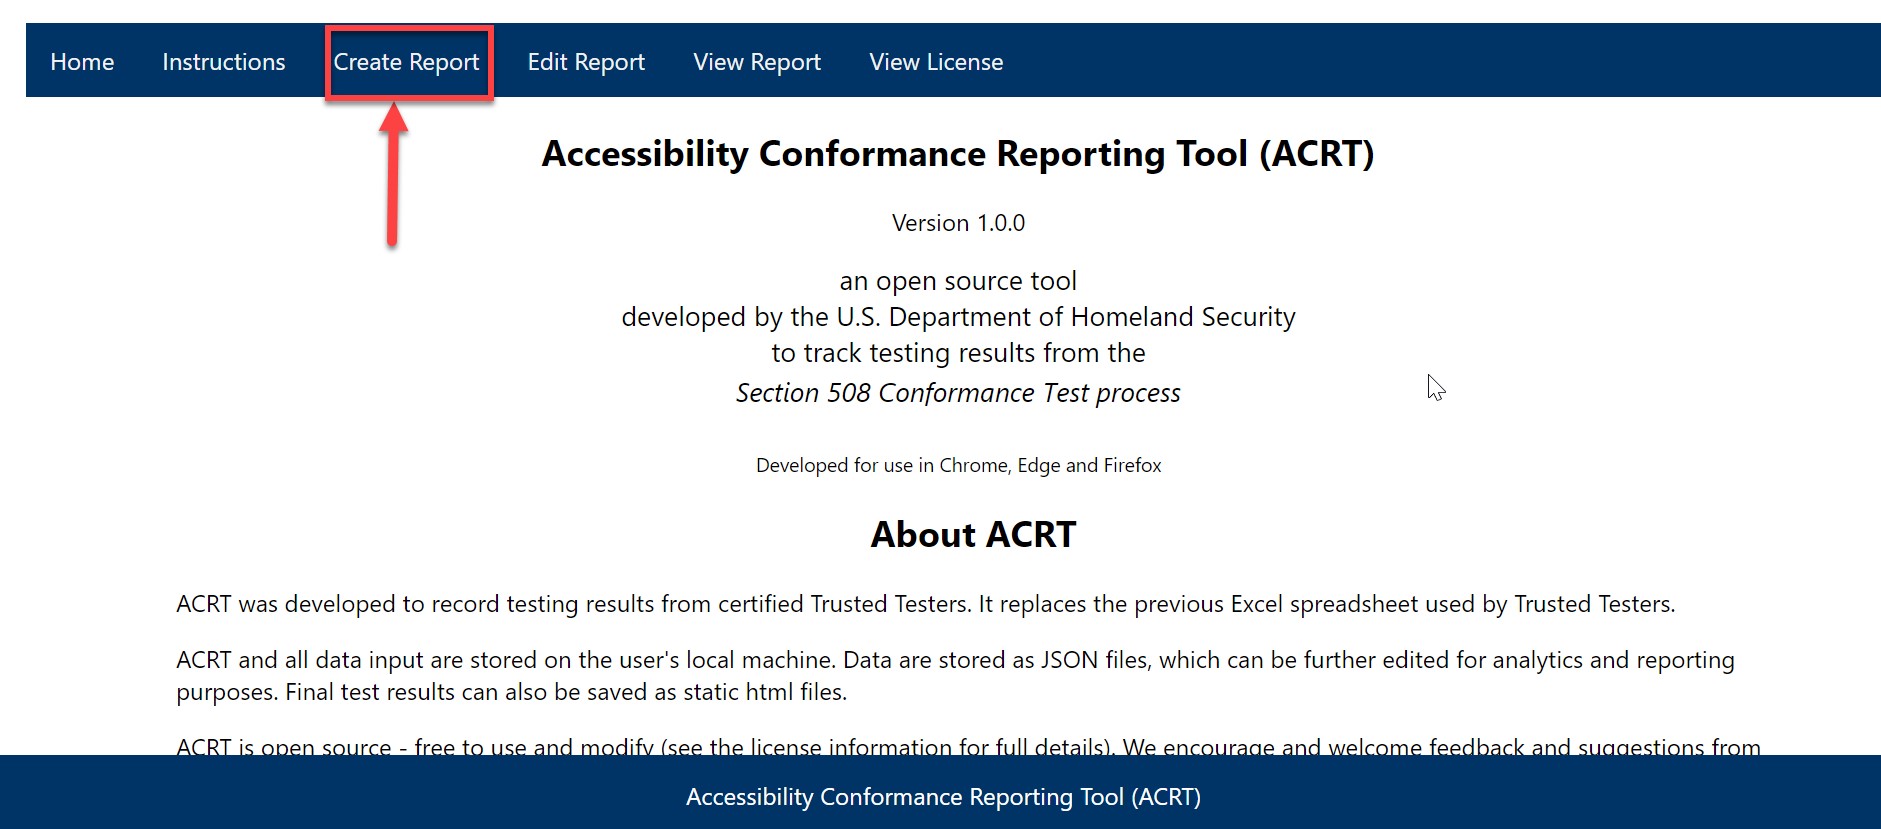 Home Instructions Create Report Edit Report View Report View License
Accessibility Conformance Reporting Tool (ACRT)
Version 1.0.0
an open source tool
developed by the U.S. Department of Homeland Security
to track testing results from the
Section 508 Conformance Test process
Developed for use in Chrome, Edge and Firefox
About ACRT
ACRT was developed to record testing results from certified Trusted Testers. It replaces the previous Excel spreadsheet used by Trusted Testers.
ACRT and all data input are stored on the user's local machine. Data are stored as JSON files, which can be further edited for analytics and reporting
purposes. Final test results can also be saved as static html files.
ACRT is open source - free to use and modify (see the license information for full details). We encourage and welcome feedback and suggestions from
Accessibility Conformance Reporting Tool (ACRT)